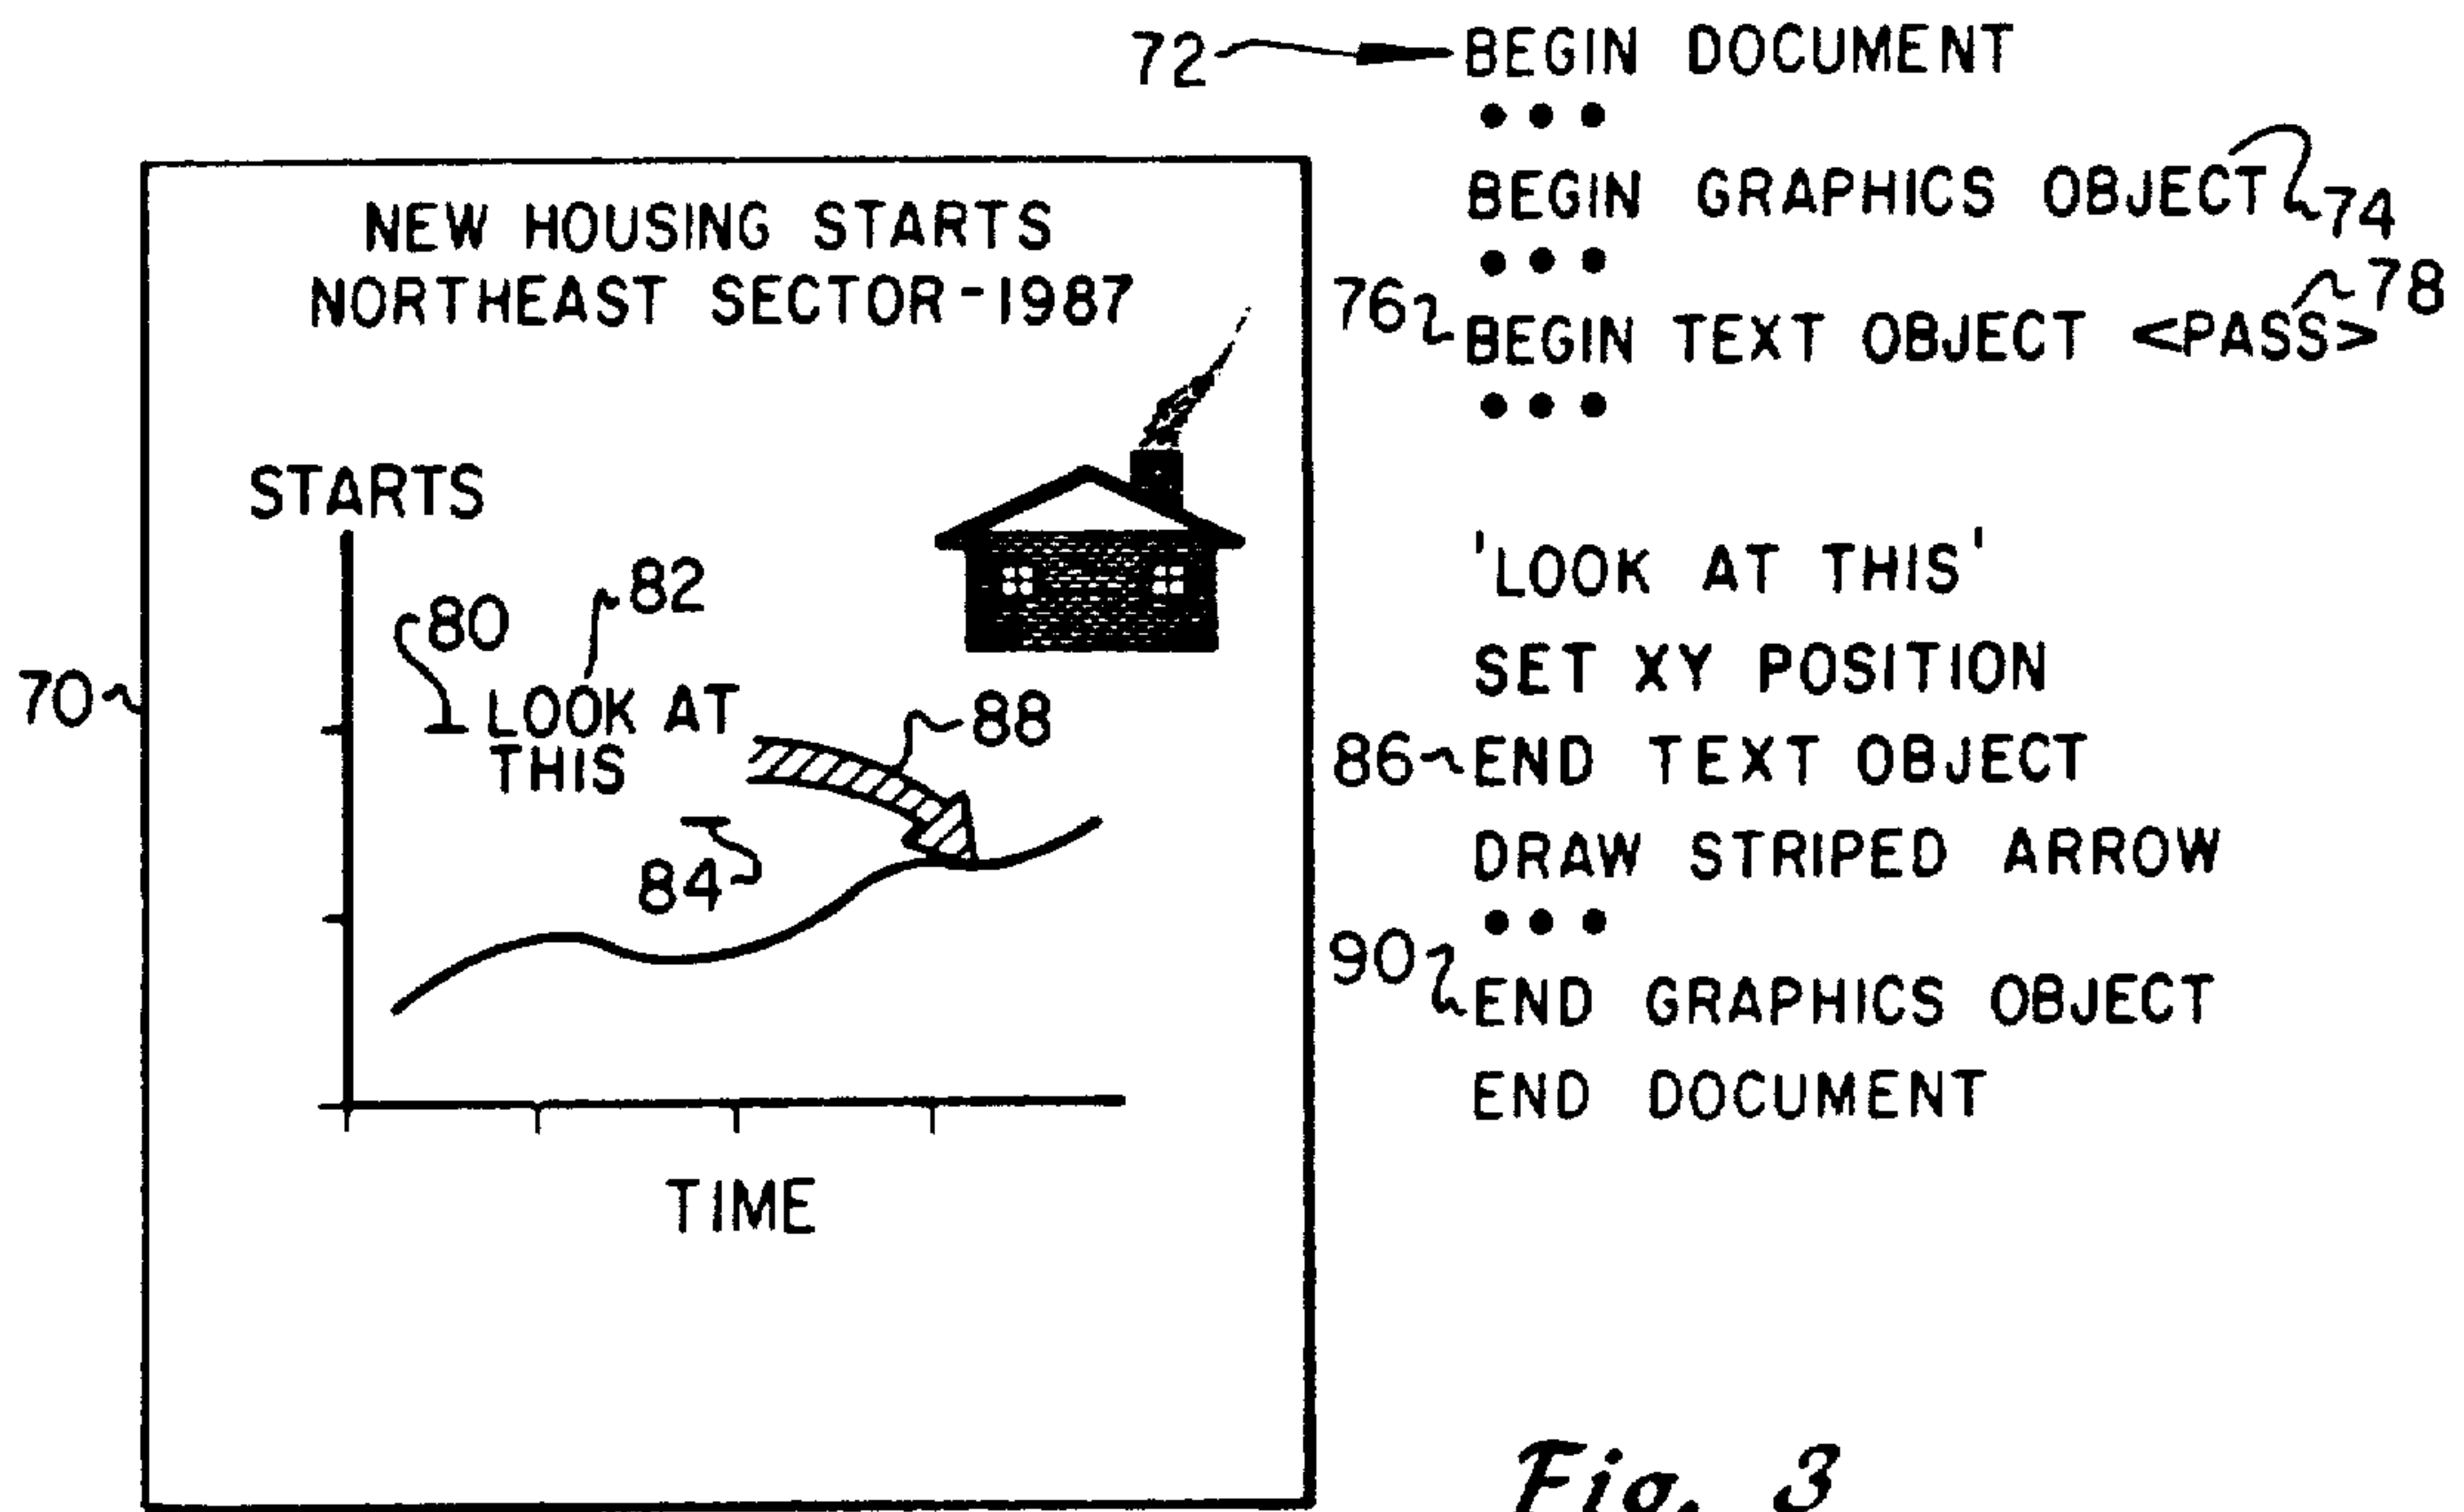 NEW HOUSING STARTS
NORTHEAST SECTOR-1987
STARTS
80
82
70
LOOK AT
THIS
88
84
TIME
72
BEGIN DOCUMENT
•••
BEGIN GRAPHICS OBJECT 74
•••
76 BEGIN TEXT OBJECT <PASS> 78
•••
'LOOK AT THIS'
SET XY POSITION
86 END TEXT OBJECT
DRAW STRIPED ARROW
•••
90 END GRAPHICS OBJECT
END DOCUMENT
Fig. 3